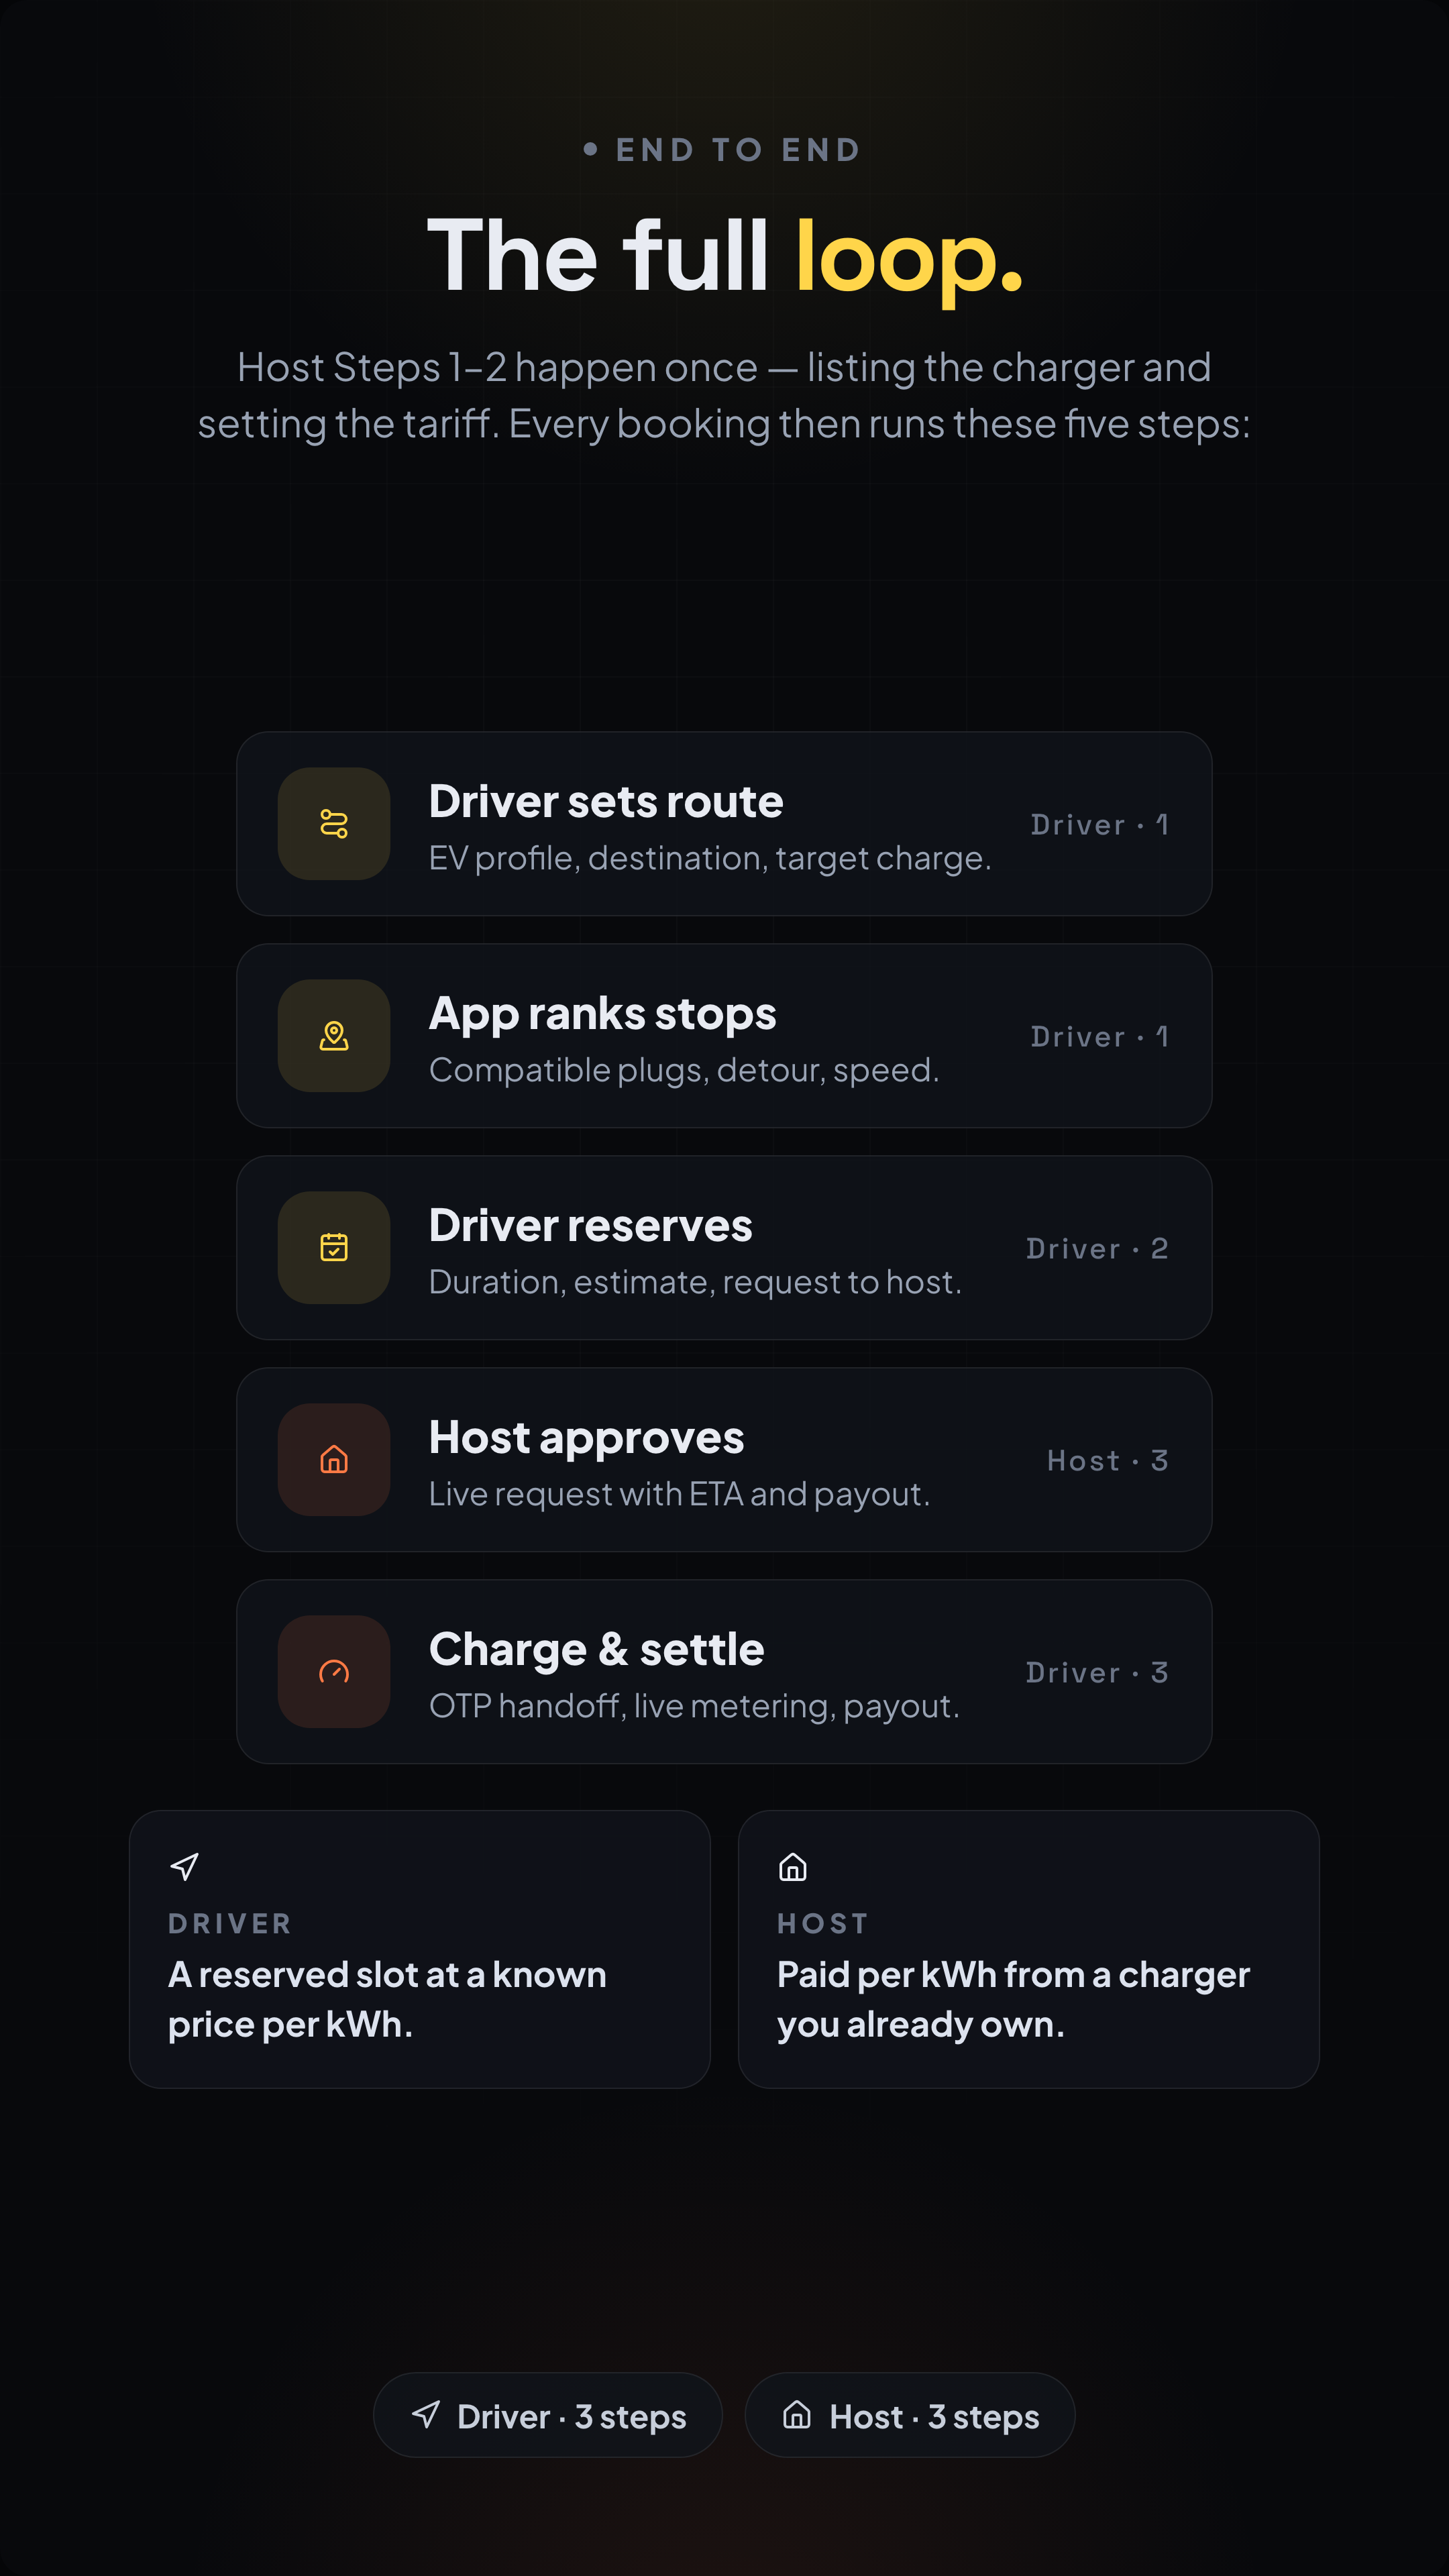 END TO END
The full loop.
Host Steps 1–2 happen once — listing the charger and
setting the tariff. Every booking then runs these five steps:
Driver sets route
EV profile, destination, target charge.
Driver · 1
App ranks stops
Compatible plugs, detour, speed.
Driver · 1
Driver reserves
Duration, estimate, request to host.
Driver · 2
Host approves
Live request with ETA and payout.
Host · 3
Charge & settle
OTP handoff, live metering, payout.
Driver · 3
DRIVER
A reserved slot at a known
price per kWh.
HOST
Paid per kWh from a charger
you already own.
Driver · 3 steps
Host · 3 steps